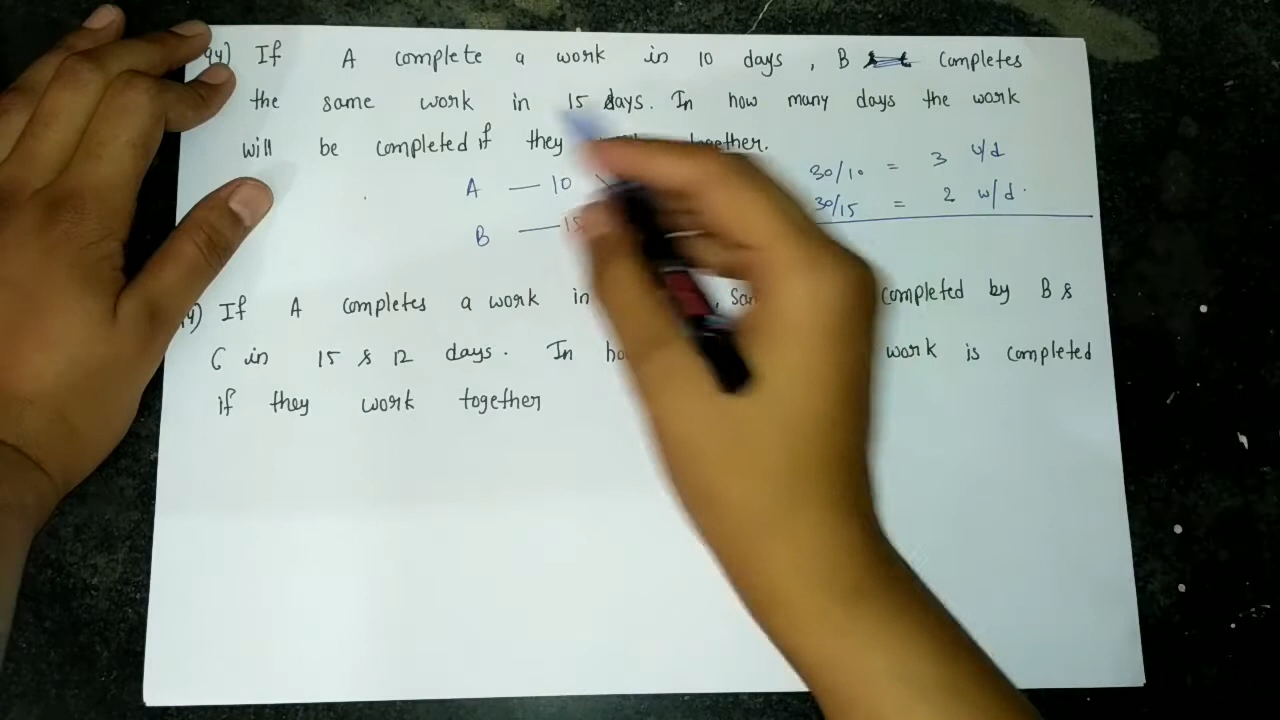 94) If A complete a work in 10 days, B completes
the same work in 15 days. In how many days the work
will be completed if they together.
A — 10
B — 15
30/10 = 3 w/d
30/15 = 2 w/d.
If A completes a work in , completed by B &
C in 15 & 12 days. In work is completed
if they work together